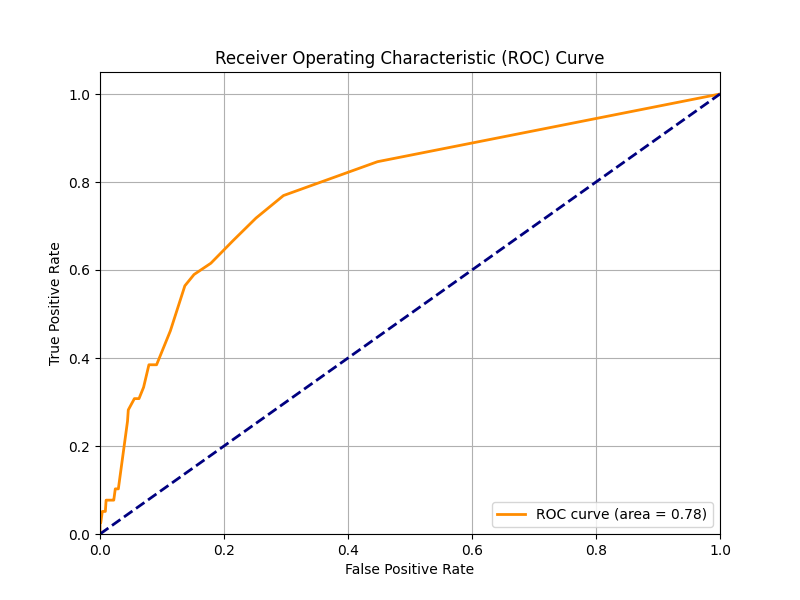 Receiver Operating Characteristic (ROC) Curve
True Positive Rate
1.0
0.8
0.6
0.4
0.2
0.0
ROC curve (area = 0.78)
0.0 0.2 0.4 0.6 0.8 1.0
False Positive Rate